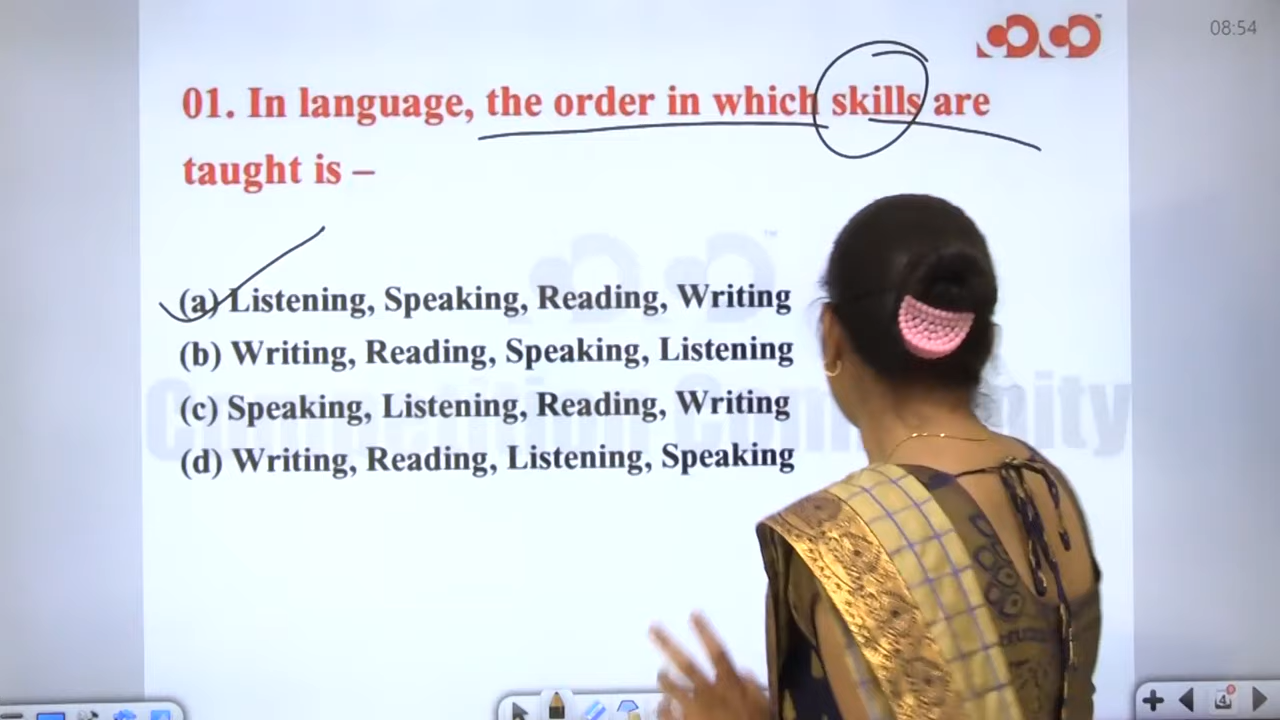 08:54
01. In language, the order in which skills are
taught is –
(a) Listening, Speaking, Reading, Writing
(b) Writing, Reading, Speaking, Listening
(c) Speaking, Listening, Reading, Writing
(d) Writing, Reading, Listening, Speaking
4